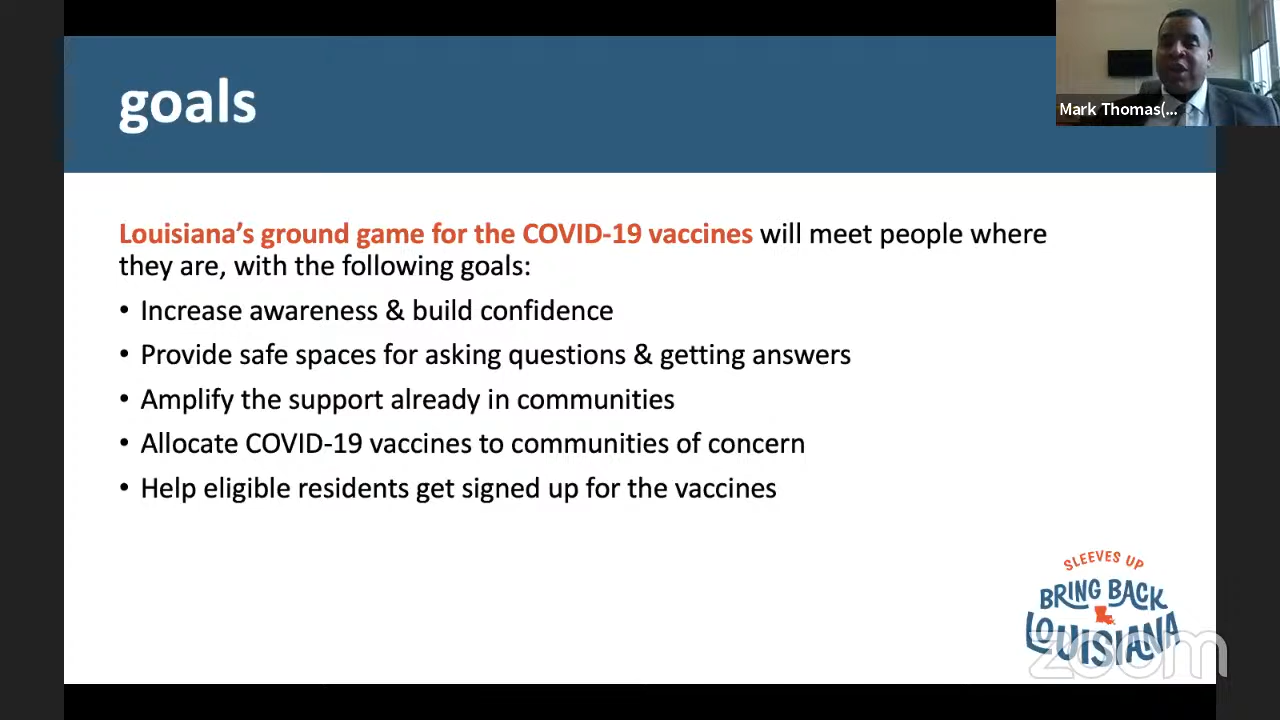 goals
Mark Thomas(...
Louisiana’s ground game for the COVID-19 vaccines will meet people where
they are, with the following goals:
• Increase awareness & build confidence
• Provide safe spaces for asking questions & getting answers
• Amplify the support already in communities
• Allocate COVID-19 vaccines to communities of concern
• Help eligible residents get signed up for the vaccines
SLEEVES UP
BRING BACK
LOUISIANA
zoom